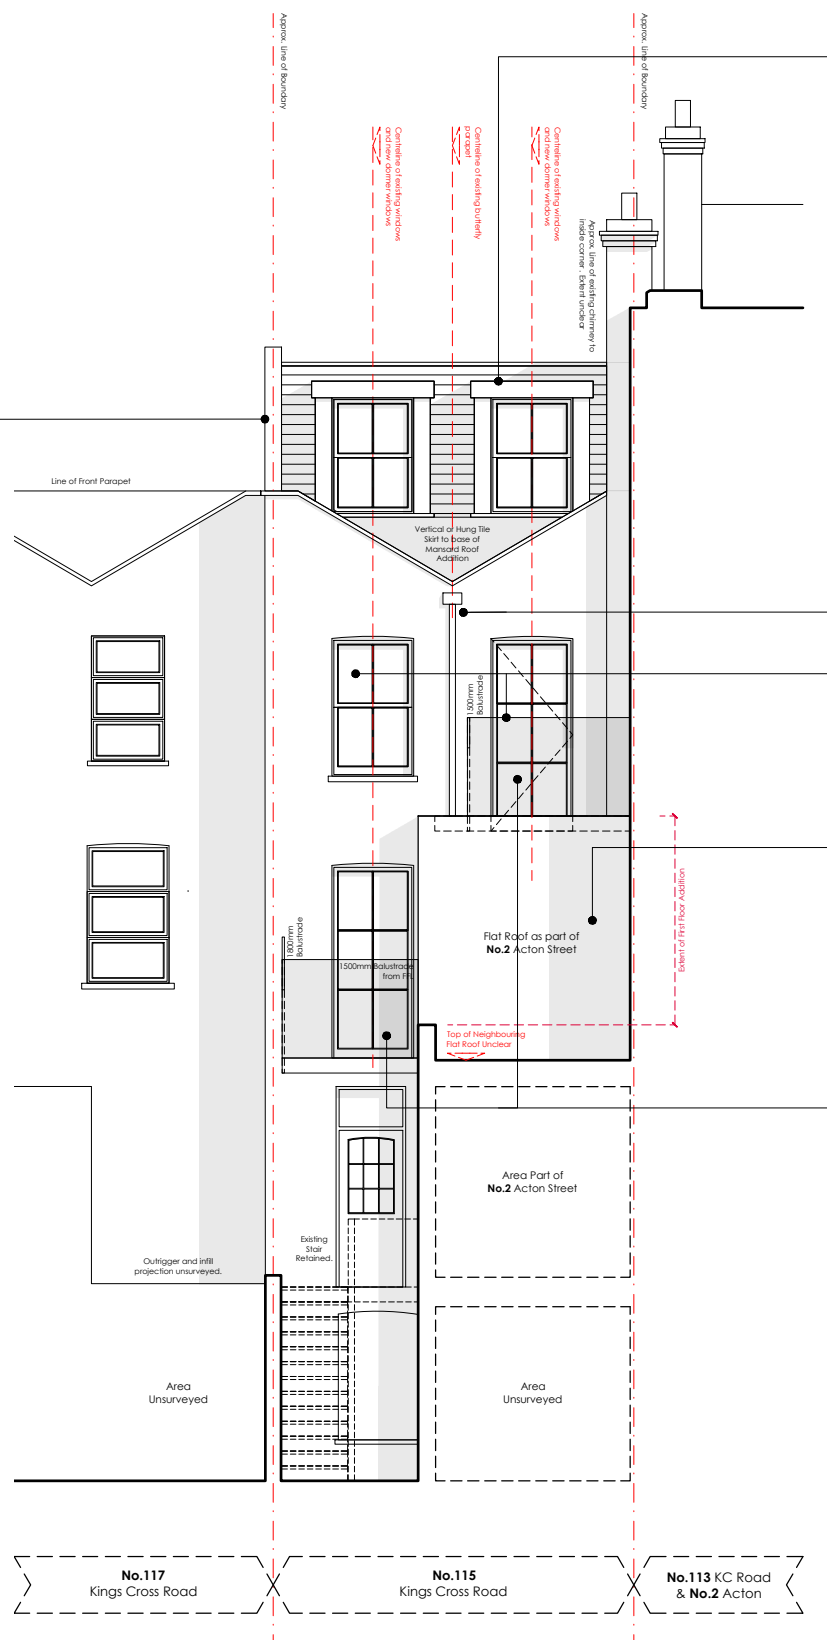 Approx. Line of Boundary
Approx. Line of Boundary
Centreline of existing windows
and new dormer windows
Centreline of existing butterfly
parapet
Centreline of existing windows
and new dormer windows
Approx. Line of existing chimney to
inside corner . Extent unclear
Line of Front Parapet
Vertical or Hung Tile
Skirt to base of
Mansard Roof
Addition
1500mm
Balustrade
1800mm
Balustrade
1500mm Balustrade
from FFL
Flat Roof as part of
No.2 Acton Street
Extent of First Floor Addition
Top of Neighbouring
Flat Roof Unclear
Area Part of
No.2 Acton Street
Existing
Stair
Retained.
Outrigger and infill
projection unsurveyed.
Area
Unsurveyed
Area
Unsurveyed
No.117
Kings Cross Road
No.115
Kings Cross Road
No.113 KC Road
& No.2 Acton